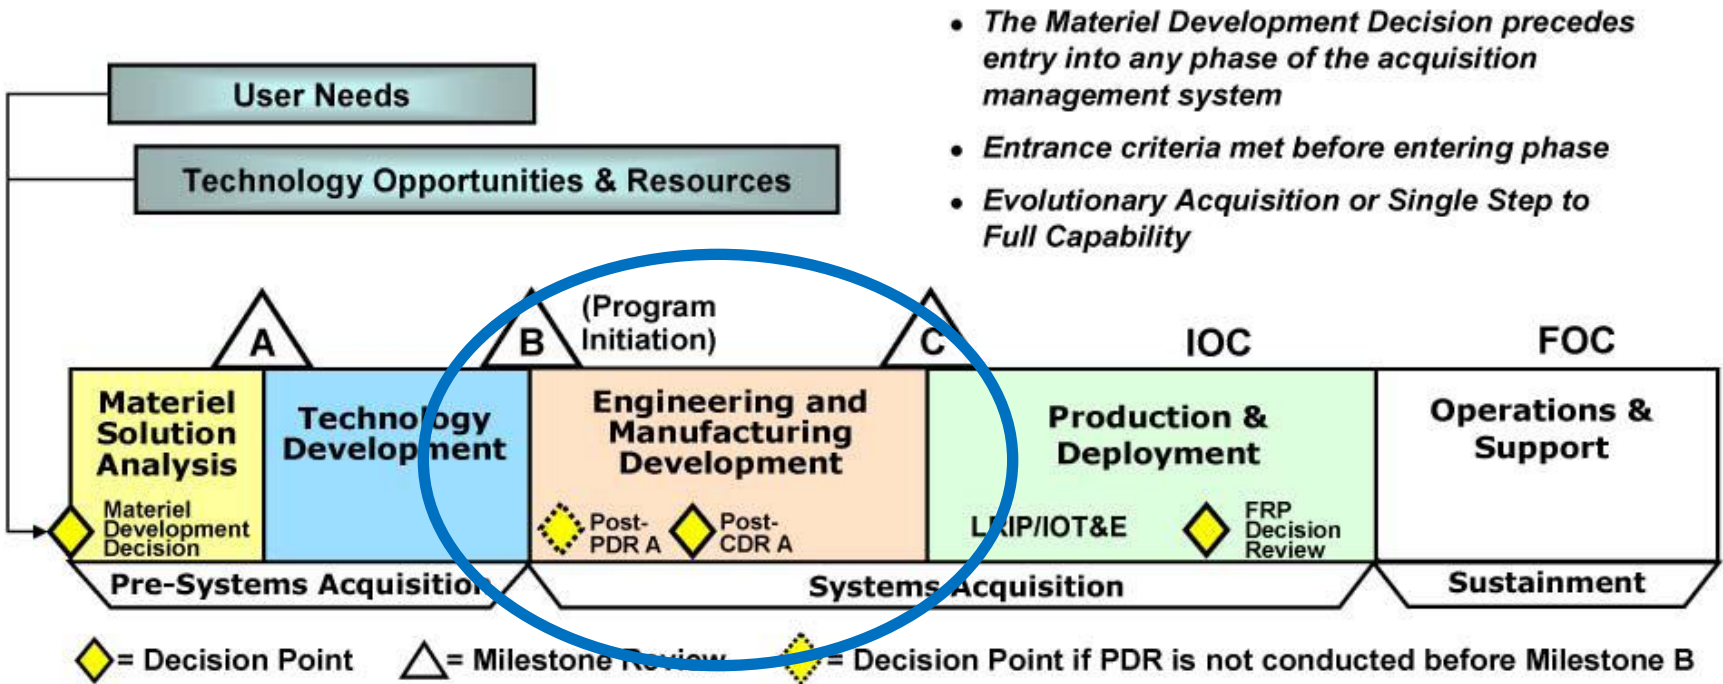 • The Materiel Development Decision precedes
entry into any phase of the acquisition
management system
• Entrance criteria met before entering phase
• Evolutionary Acquisition or Single Step to
Full Capability
User Needs
Technology Opportunities & Resources
A
B
(Program
Initiation)
C
IOC
FOC
Materiel
Solution
Analysis
Technology
Development
Engineering and
Manufacturing
Development
Production &
Deployment
Operations &
Support
Materiel
Development
Decision
Post-
PDR A
Post-
CDR A
LRIP/IOT&E
FRP
Decision
Review
Pre-Systems Acquisition
Systems Acquisition
Sustainment
= Decision Point
= Milestone Review
= Decision Point if PDR is not conducted before Milestone B